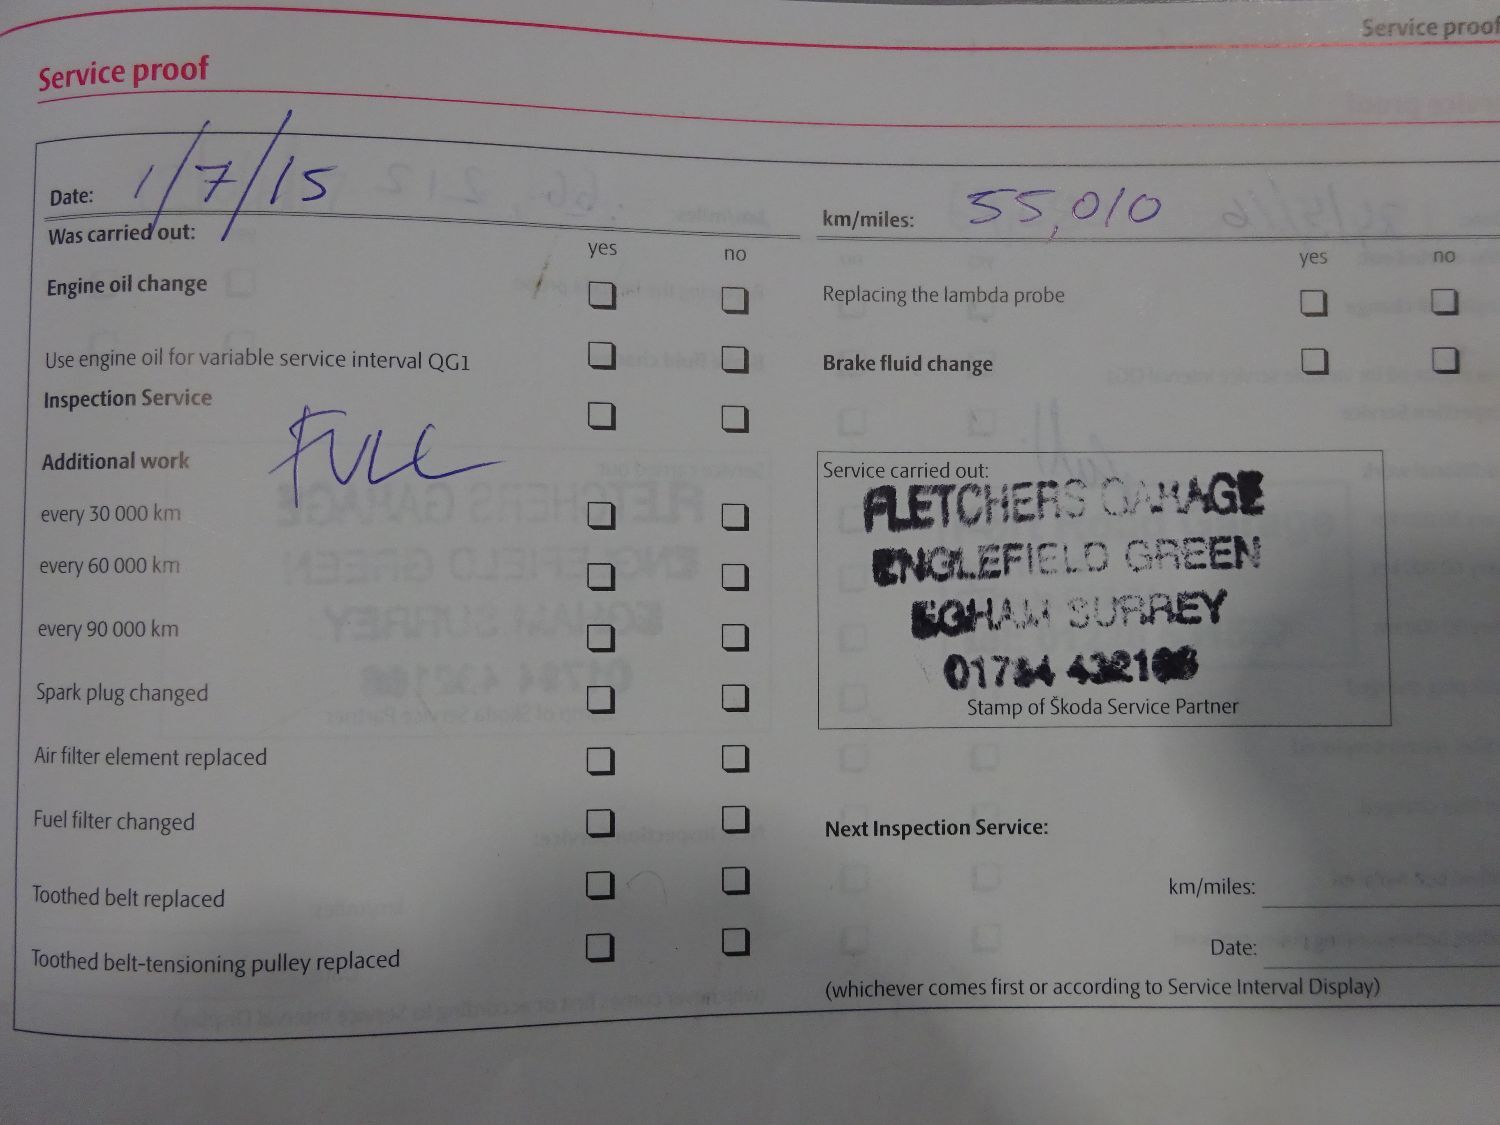 Service proof
Service proof
Date: 1/7/15
km/miles: 55,010
Was carried out:
yes no
yes no
Engine oil change
Replacing the lambda probe
Use engine oil for variable service interval QG1
Brake fluid change
Inspection Service
FULL
Additional work
Service carried out:
every 30 000 km
FLETCHERS GARAGE
every 60 000 km
ENGLEFIELD GREEN
every 90 000 km
EGHAM SURREY
Spark plug changed
Stamp of Škoda Service Partner
Air filter element replaced
Fuel filter changed
Next Inspection Service:
Toothed belt replaced
km/miles:
Toothed belt-tensioning pulley replaced
Date:
(whichever comes first or according to Service Interval Display)